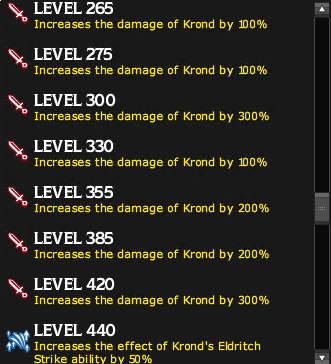 LEVEL 265
Increases the damage of Krond by 100%
LEVEL 275
Increases the damage of Krond by 100%
LEVEL 300
Increases the damage of Krond by 300%
LEVEL 330
Increases the damage of Krond by 100%
LEVEL 355
Increases the damage of Krond by 200%
LEVEL 385
Increases the damage of Krond by 200%
LEVEL 420
Increases the damage of Krond by 300%
LEVEL 440
Increases the effect of Krond's Eldritch
Strike ability by 50%